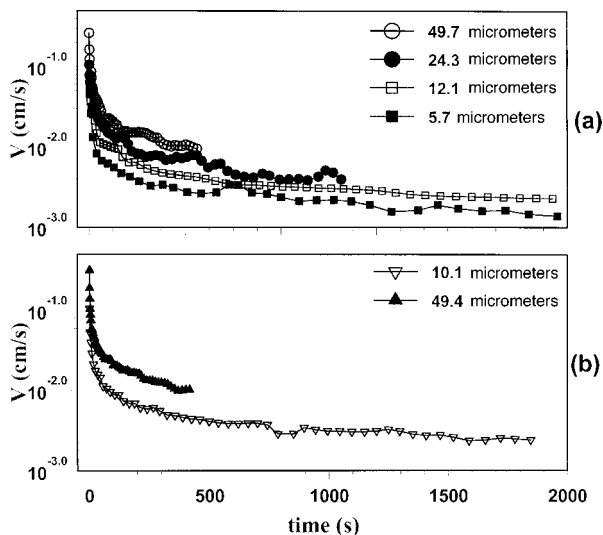 49.7 micrometers
24.3 micrometers
12.1 micrometers
5.7 micrometers
(a)
V (cm/s)
10^-1.0
10^-2.0
10^-3.0
10.1 micrometers
49.4 micrometers
(b)
V (cm/s)
10^-1.0
10^-2.0
10^-3.0
0 500 1000 1500 2000
time (s)